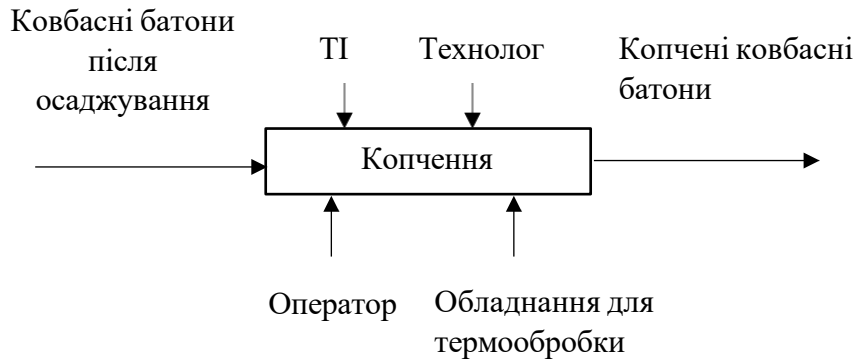 Ковбасні батони
після
осаджування
ТІ
Технолог
Копчені ковбасні
батони
Копчення
Оператор
Обладнання для
термообробки